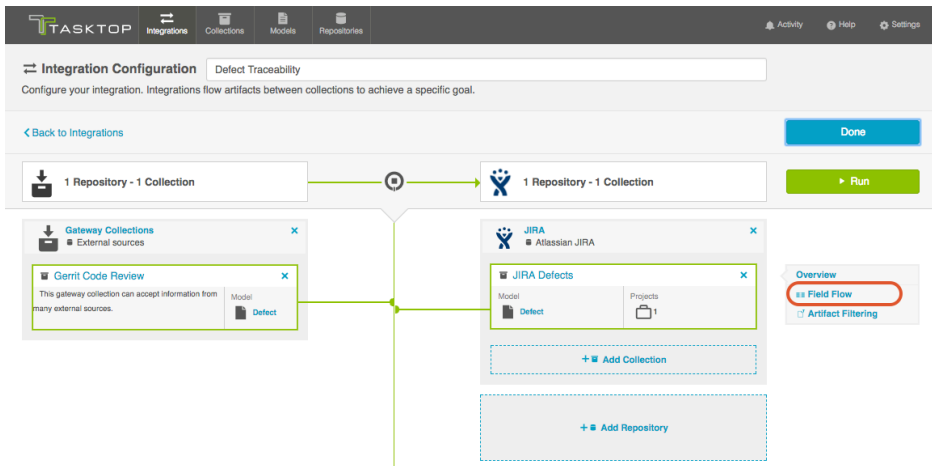 TASKTOP
Integrations
Collections
Models
Repositories
Activity
Help
Settings
Integration Configuration
Defect Traceability
Configure your integration. Integrations flow artifacts between collections to achieve a specific goal.
Back to Integrations
Done
1 Repository - 1 Collection
1 Repository - 1 Collection
Run
Gateway Collections
External sources
Gerrit Code Review
This gateway collection can accept information from
many external sources.
Model
Defect
JIRA
Atlassian JIRA
JIRA Defects
Model
Defect
Projects
1
+ Add Collection
+ Add Repository
Overview
Field Flow
Artifact Filtering